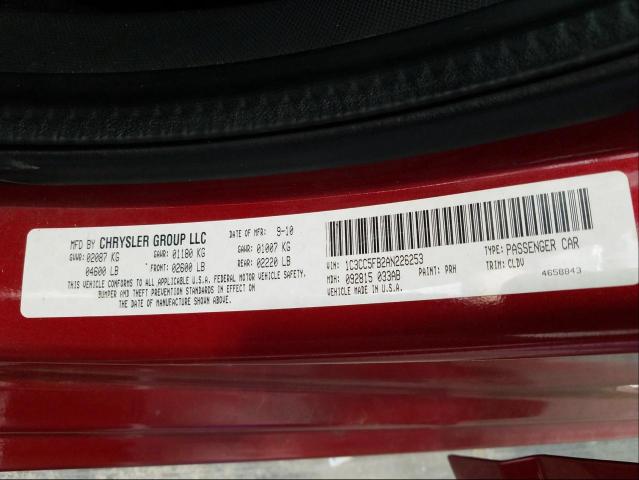 MFD BY CHRYSLER GROUP LLC DATE OF MFR: 9-10
GVWR: 02087 KG GAWR: 01180 KG GAWR: 01007 KG
04600 LB FRONT: 02600 LB REAR: 02220 LB
THIS VEHICLE CONFORMS TO ALL APPLICABLE U.S.A. FEDERAL MOTOR VEHICLE SAFETY,
BUMPER AND THEFT PREVENTION STANDARDS IN EFFECT ON
THE DATE OF MANUFACTURE SHOWN ABOVE.
VIN: 1C3CC5FB2AN226253 TYPE: PASSENGER CAR
MDH: 092815 033AB PAINT: PRH TRIM: CLDV
VEHICLE MADE IN U.S.A. 4658843